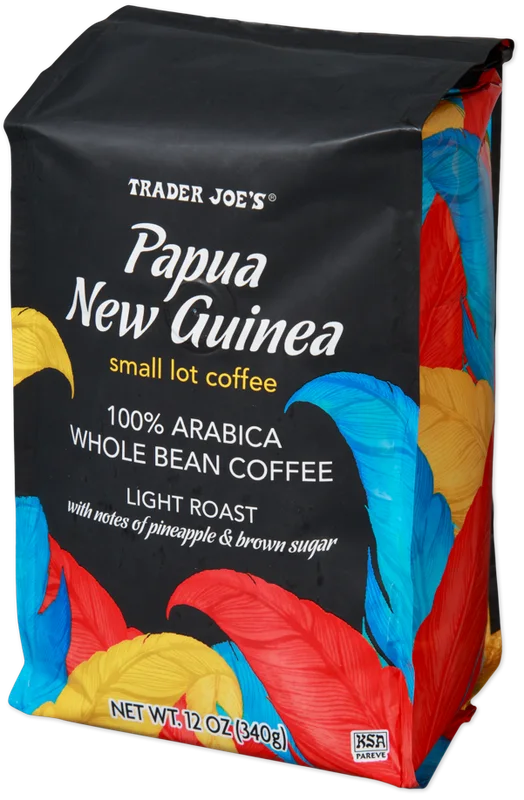 TRADER JOE'S®
Papua
New Guinea
small lot coffee
100% ARABICA
WHOLE BEAN COFFEE
LIGHT ROAST
with notes of pineapple & brown sugar
NET WT. 12 OZ (340g)
KSA
PAREVE